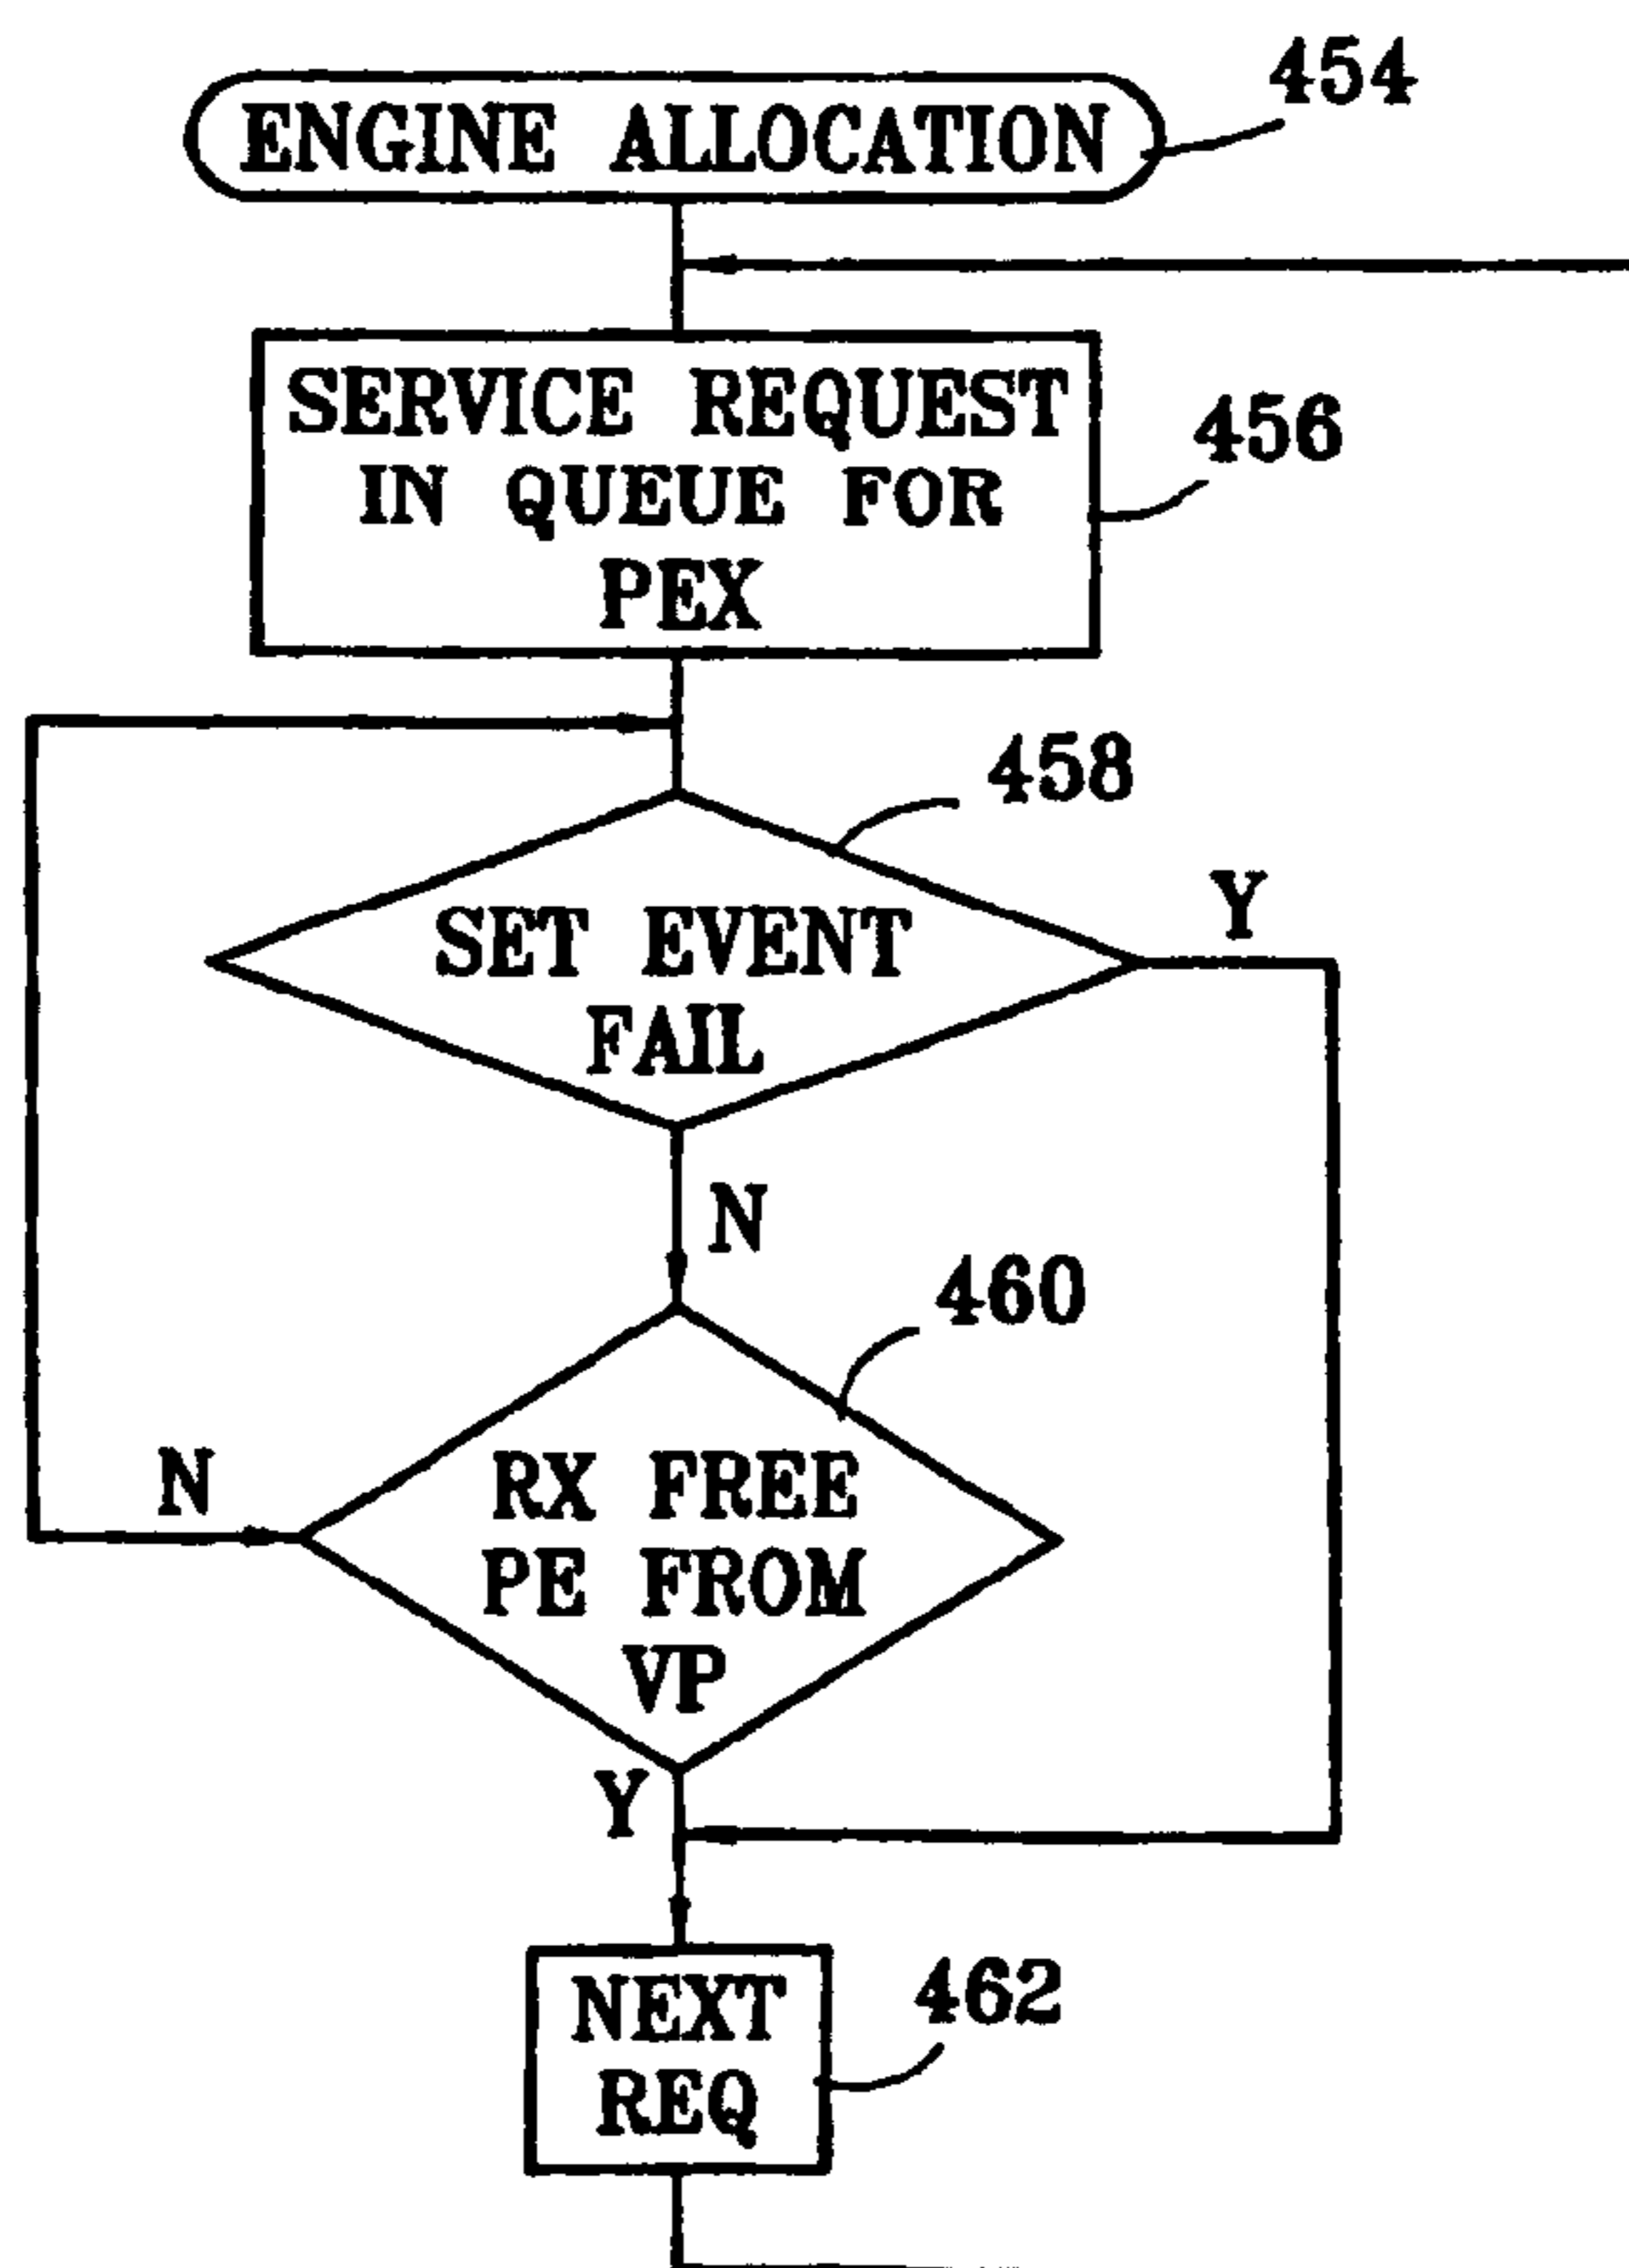 454
ENGINE ALLOCATION
SERVICE REQUEST
IN QUEUE FOR
PEX
456
458
SET EVENT
FAIL
Y
N
460
N
RX FREE
PE FROM
VP
Y
NEXT
REQ
462